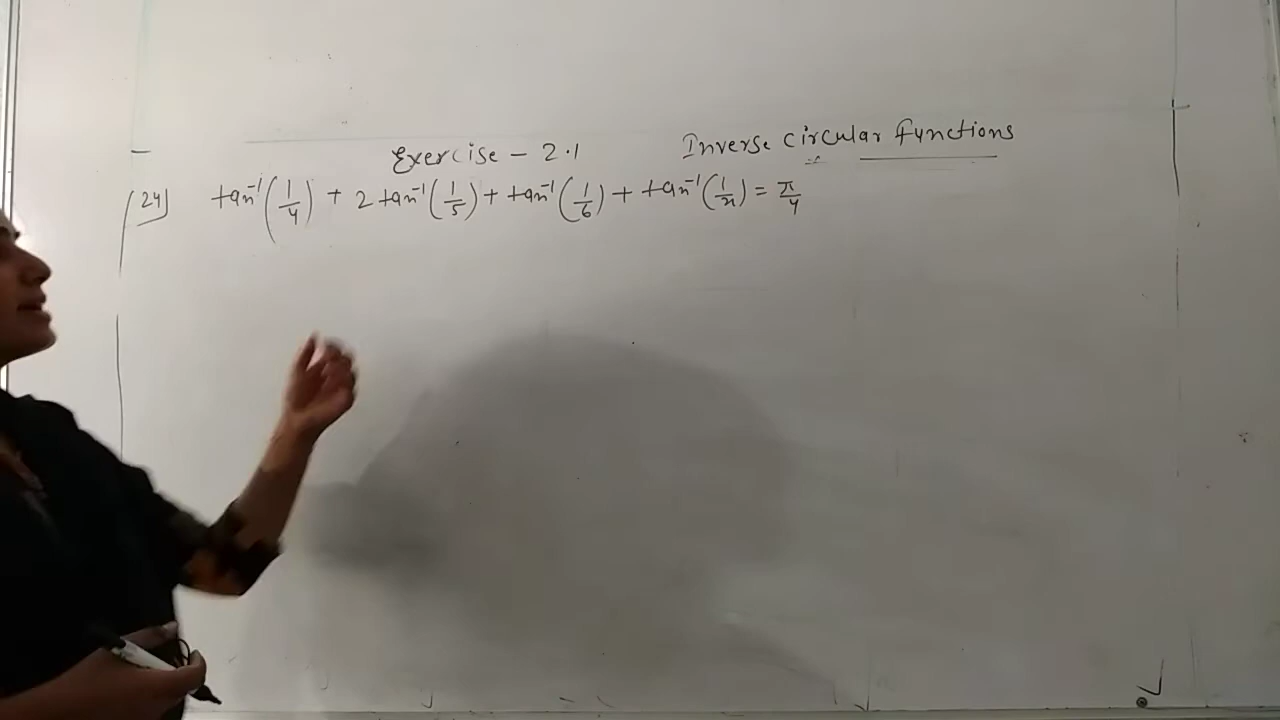 Exercise - 2.1 Inverse circular functions
(24) tan⁻¹(1/4) + 2 tan⁻¹(1/5) + tan⁻¹(1/6) + tan⁻¹(1/x) = π/4